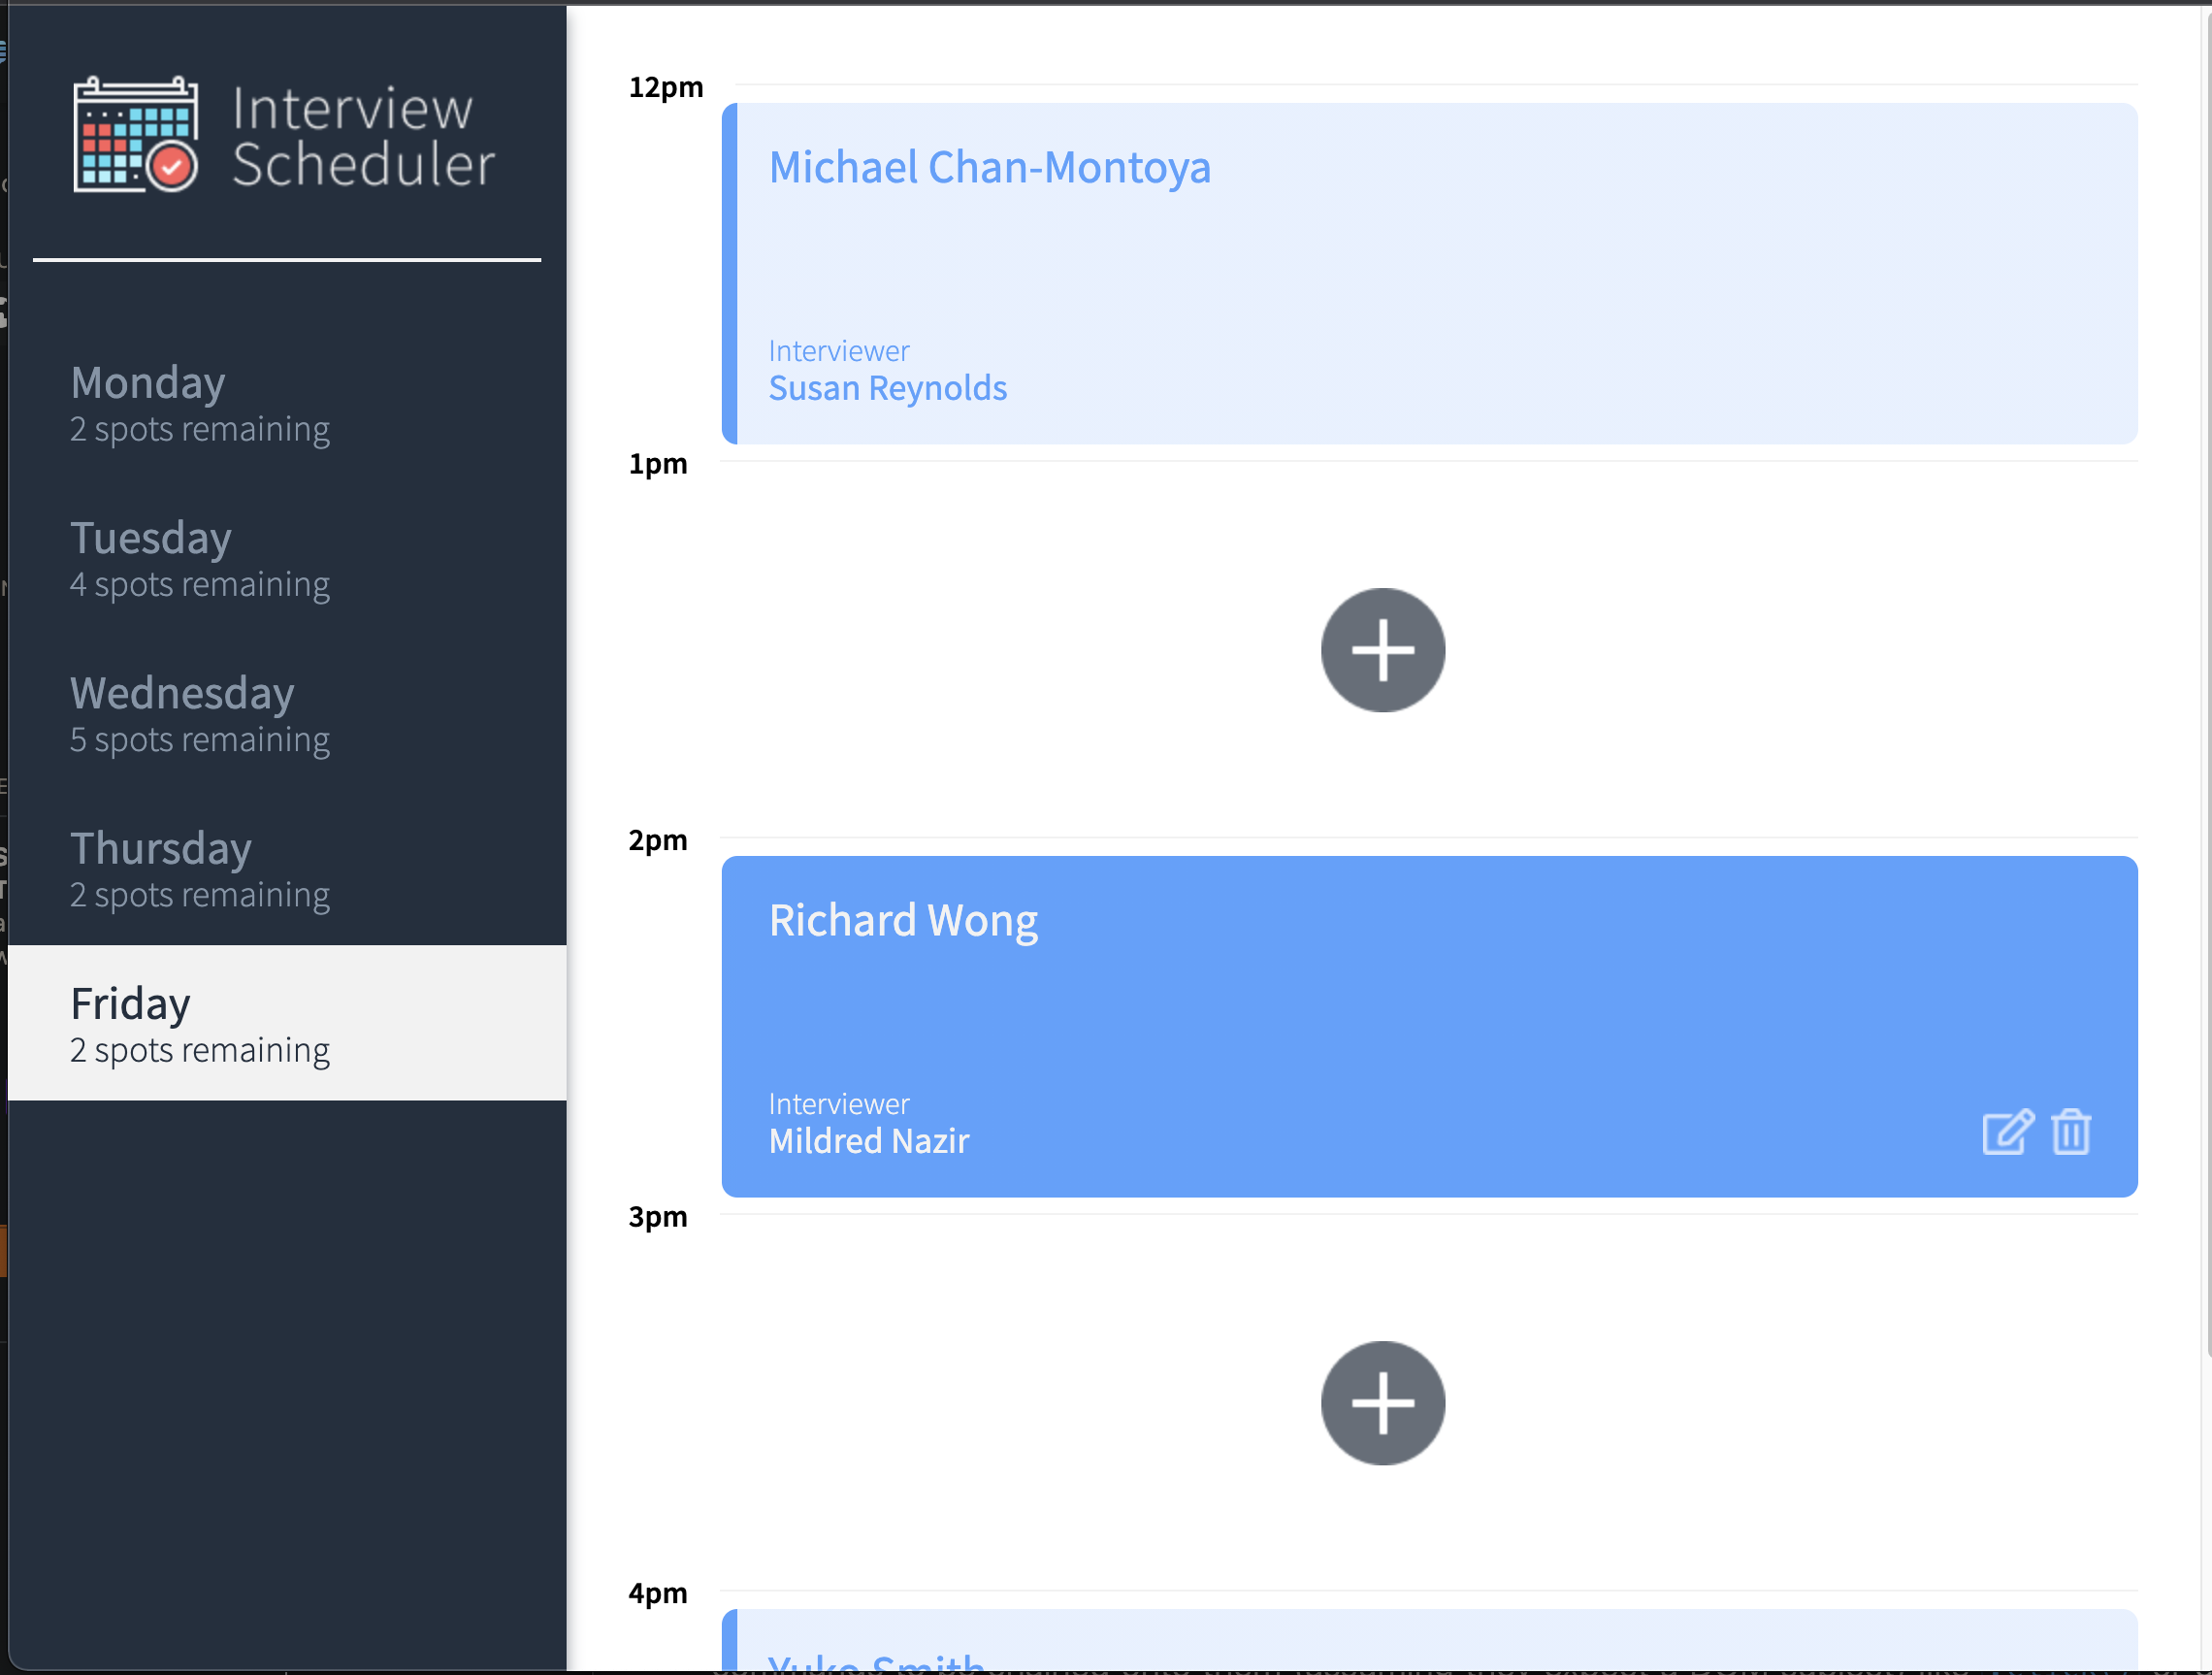 Interview
Scheduler
Monday
2 spots remaining
Tuesday
4 spots remaining
Wednesday
5 spots remaining
Thursday
2 spots remaining
Friday
2 spots remaining
12pm
Michael Chan-Montoya
Interviewer
Susan Reynolds
1pm
2pm
Richard Wong
Interviewer
Mildred Nazir
3pm
4pm
Yuko Smith